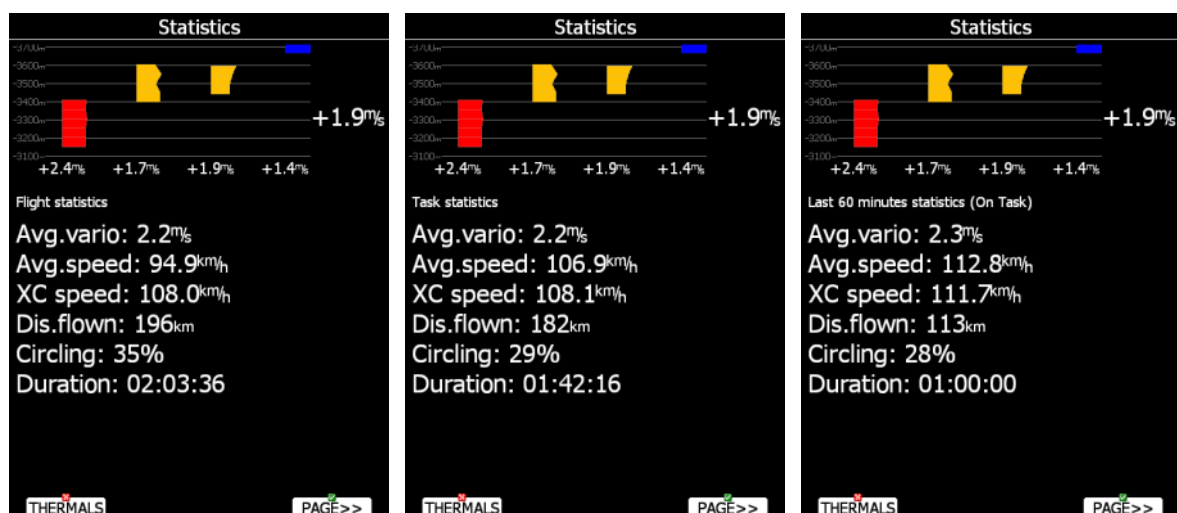 Statistics
-3700m
-3600m
-3500m
-3400m
-3300m
-3200m
-3100m
+1.9m/s
+2.4m/s +1.7m/s +1.9m/s +1.4m/s
Flight statistics
Avg.vario: 2.2m/s
Avg.speed: 94.9km/h
XC speed: 108.0km/h
Dis.flown: 196km
Circling: 35%
Duration: 02:03:36
THERMALS PAGE>>
Statistics
-3700m
-3600m
-3500m
-3400m
-3300m
-3200m
-3100m
+1.9m/s
+2.4m/s +1.7m/s +1.9m/s +1.4m/s
Task statistics
Avg.vario: 2.2m/s
Avg.speed: 106.9km/h
XC speed: 108.1km/h
Dis.flown: 182km
Circling: 29%
Duration: 01:42:16
THERMALS PAGE>>
Statistics
-3700m
-3600m
-3500m
-3400m
-3300m
-3200m
-3100m
+1.9m/s
+2.4m/s +1.7m/s +1.9m/s +1.4m/s
Last 60 minutes statistics (On Task)
Avg.vario: 2.3m/s
Avg.speed: 112.8km/h
XC speed: 111.7km/h
Dis.flown: 113km
Circling: 28%
Duration: 01:00:00
THERMALS PAGE>>